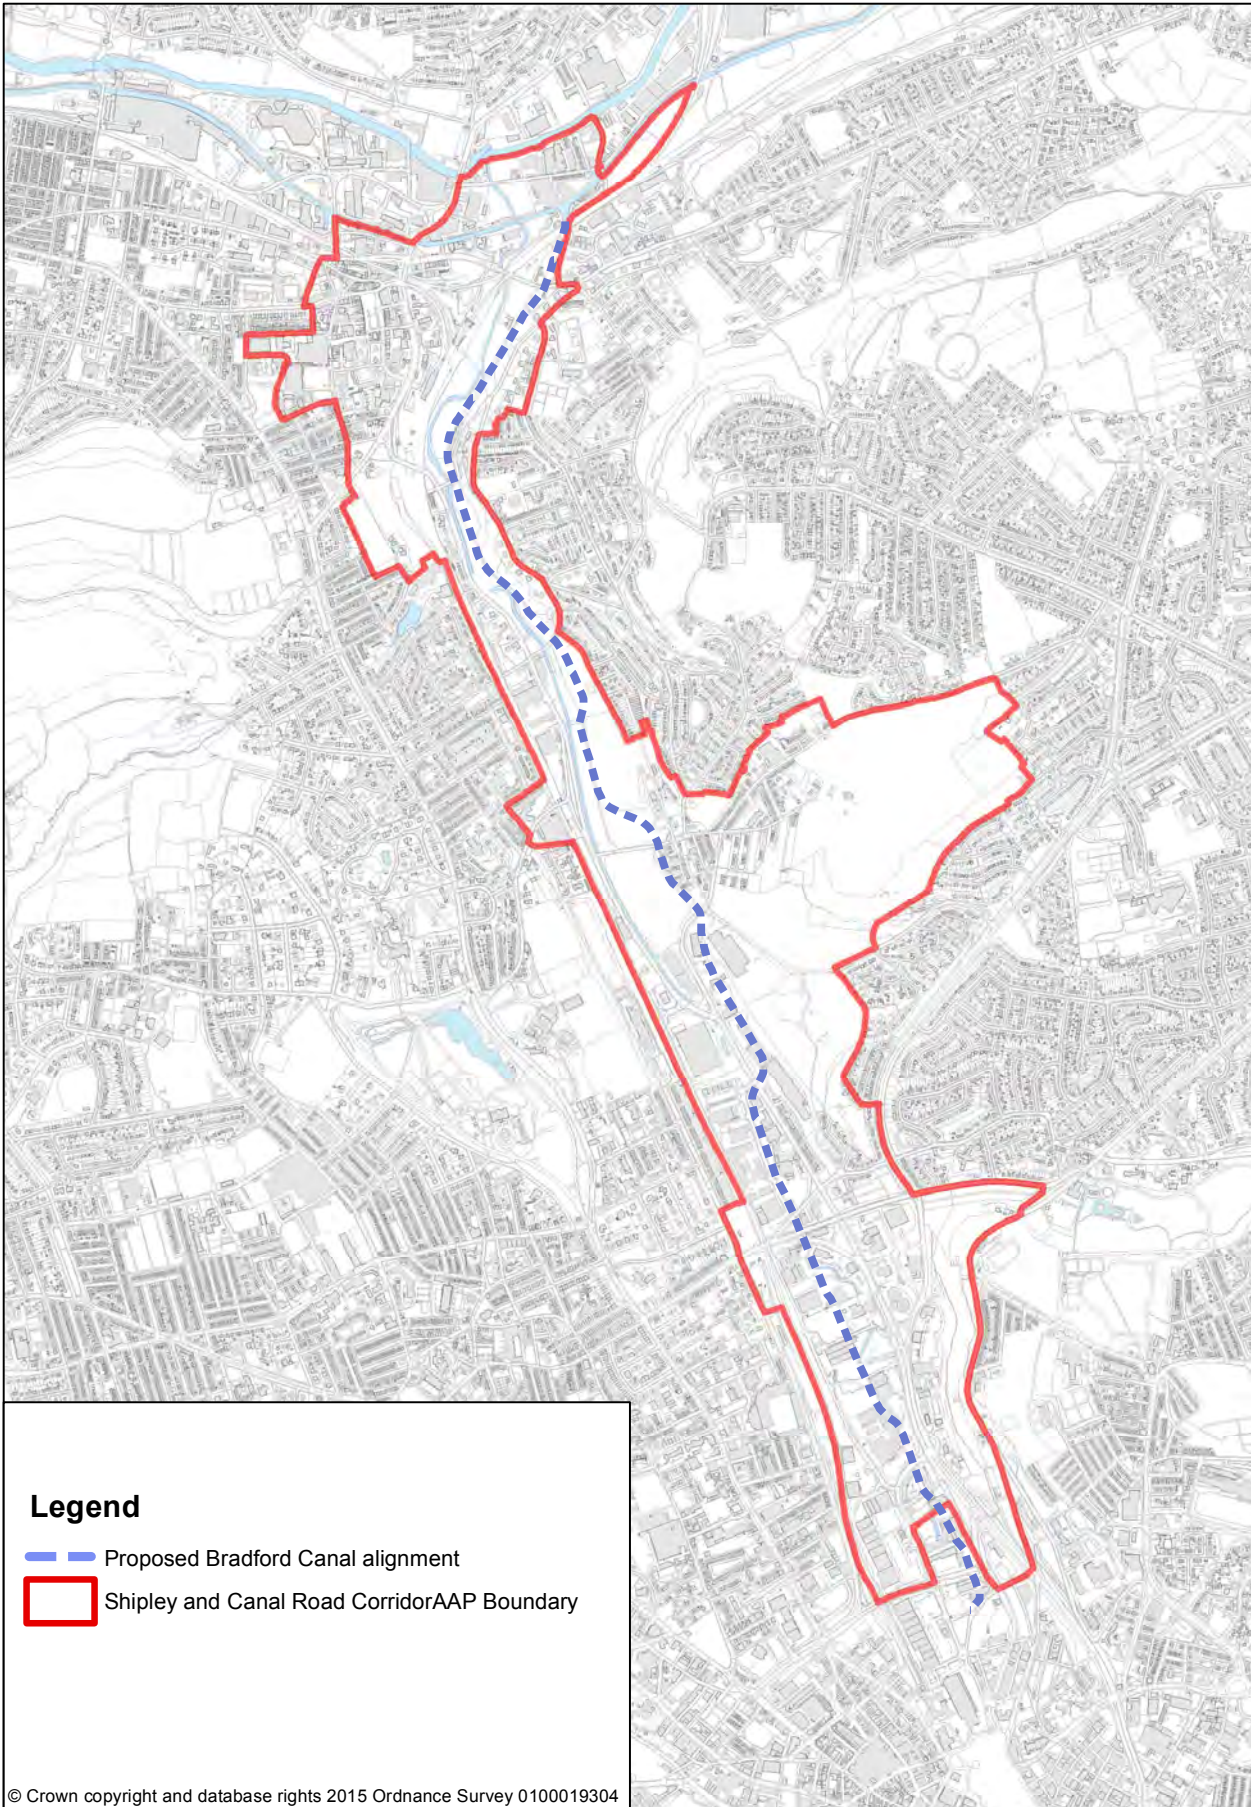 Legend
Proposed Bradford Canal alignment
Shipley and Canal Road CorridorAAP Boundary
© Crown copyright and database rights 2015 Ordnance Survey 0100019304